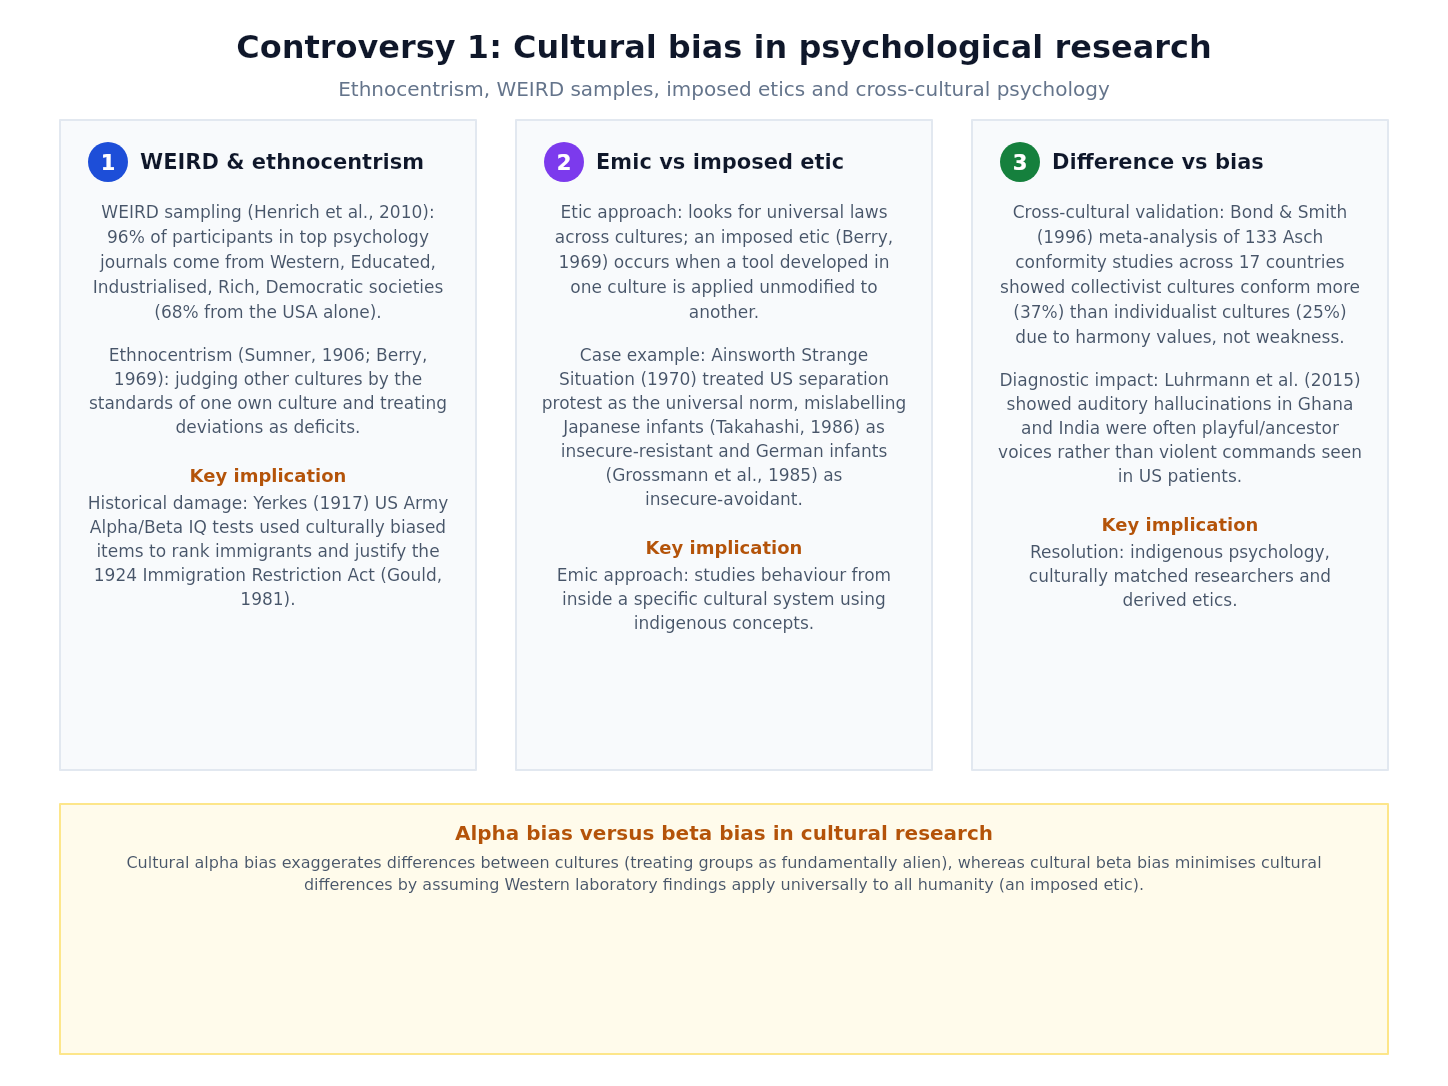 Controversy 1: Cultural bias in psychological research
Ethnocentrism, WEIRD samples, imposed etics and cross-cultural psychology
1 WEIRD & ethnocentrism
WEIRD sampling (Henrich et al., 2010):
96% of participants in top psychology
journals come from Western, Educated,
Industrialised, Rich, Democratic societies
(68% from the USA alone).
Ethnocentrism (Sumner, 1906; Berry,
1969): judging other cultures by the
standards of one own culture and treating
deviations as deficits.
Key implication
Historical damage: Yerkes (1917) US Army
Alpha/Beta IQ tests used culturally biased
items to rank immigrants and justify the
1924 Immigration Restriction Act (Gould,
1981).
2 Emic vs imposed etic
Etic approach: looks for universal laws
across cultures; an imposed etic (Berry,
1969) occurs when a tool developed in
one culture is applied unmodified to
another.
Case example: Ainsworth Strange
Situation (1970) treated US separation
protest as the universal norm, mislabelling
Japanese infants (Takahashi, 1986) as
insecure-resistant and German infants
(Grossmann et al., 1985) as
insecure-avoidant.
Key implication
Emic approach: studies behaviour from
inside a specific cultural system using
indigenous concepts.
3 Difference vs bias
Cross-cultural validation: Bond & Smith
(1996) meta-analysis of 133 Asch
conformity studies across 17 countries
showed collectivist cultures conform more
(37%) than individualist cultures (25%)
due to harmony values, not weakness.
Diagnostic impact: Luhrmann et al. (2015)
showed auditory hallucinations in Ghana
and India were often playful/ancestor
voices rather than violent commands seen
in US patients.
Key implication
Resolution: indigenous psychology,
culturally matched researchers and
derived etics.
Alpha bias versus beta bias in cultural research
Cultural alpha bias exaggerates differences between cultures (treating groups as fundamentally alien), whereas cultural beta bias minimises cultural
differences by assuming Western laboratory findings apply universally to all humanity (an imposed etic).